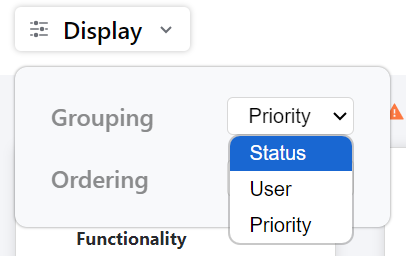 Display
Grouping
Priority
Status
Ordering
User
Priority
Functionality